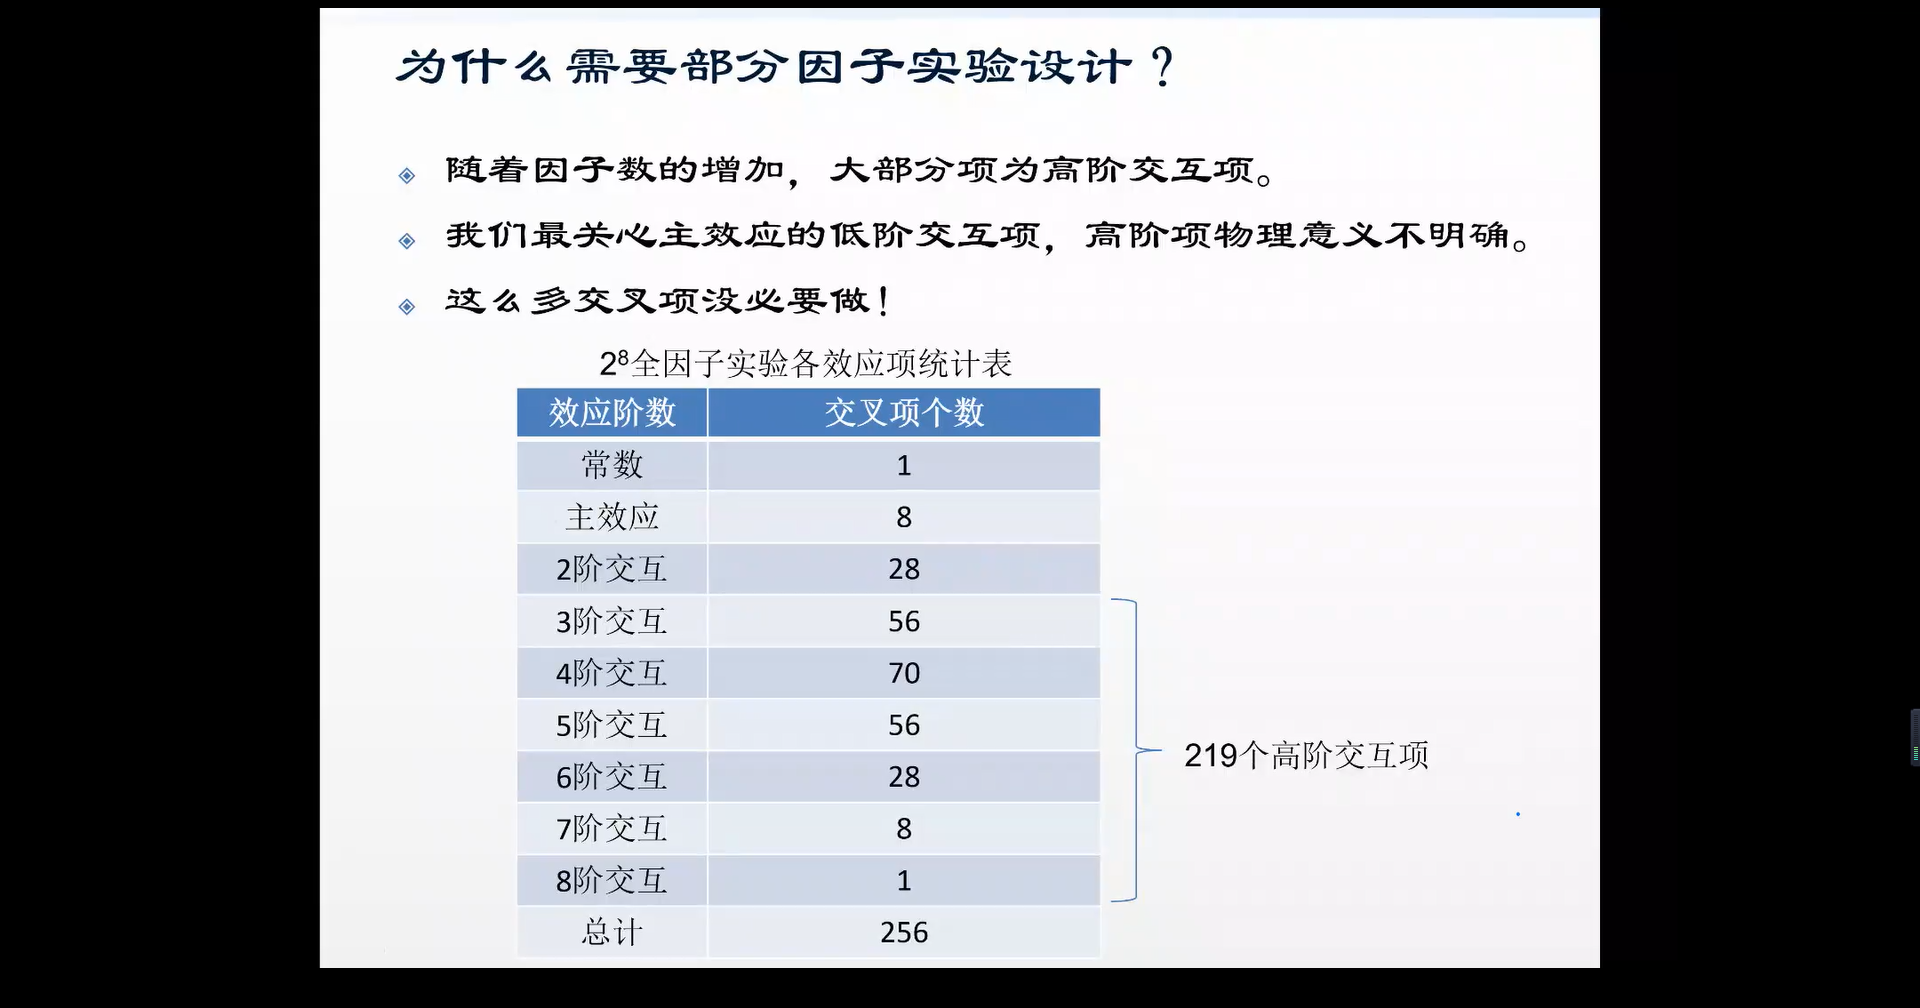 为什么需要部分因子实验设计？
随着因子数的增加，大部分项为高阶交互项。
我们最关心主效应的低阶交互项，高阶项物理意义不明确。
这么多交叉项没必要做！
2⁸全因子实验各效应项统计表
效应阶数 交叉项个数
常数 1
主效应 8
2阶交互 28
3阶交互 56
4阶交互 70
5阶交互 56
6阶交互 28
7阶交互 8
8阶交互 1
总计 256
219个高阶交互项